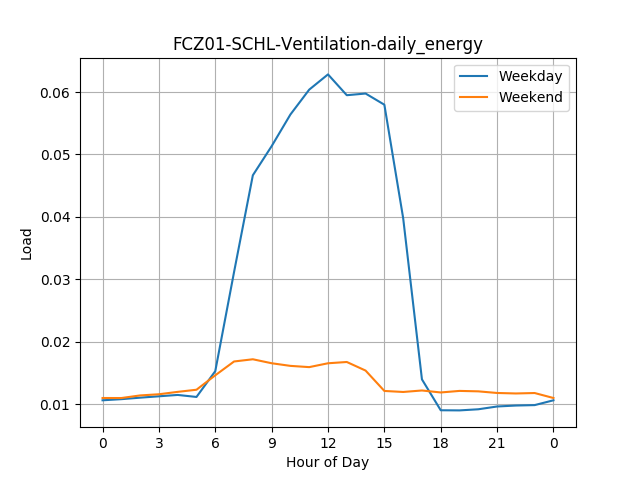 FCZ01-SCHL-Ventilation-daily_energy
Weekday
Weekend
0.06
0.05
0.04
0.03
0.02
0.01
Load
0 3 6 9 12 15 18 21 0
Hour of Day